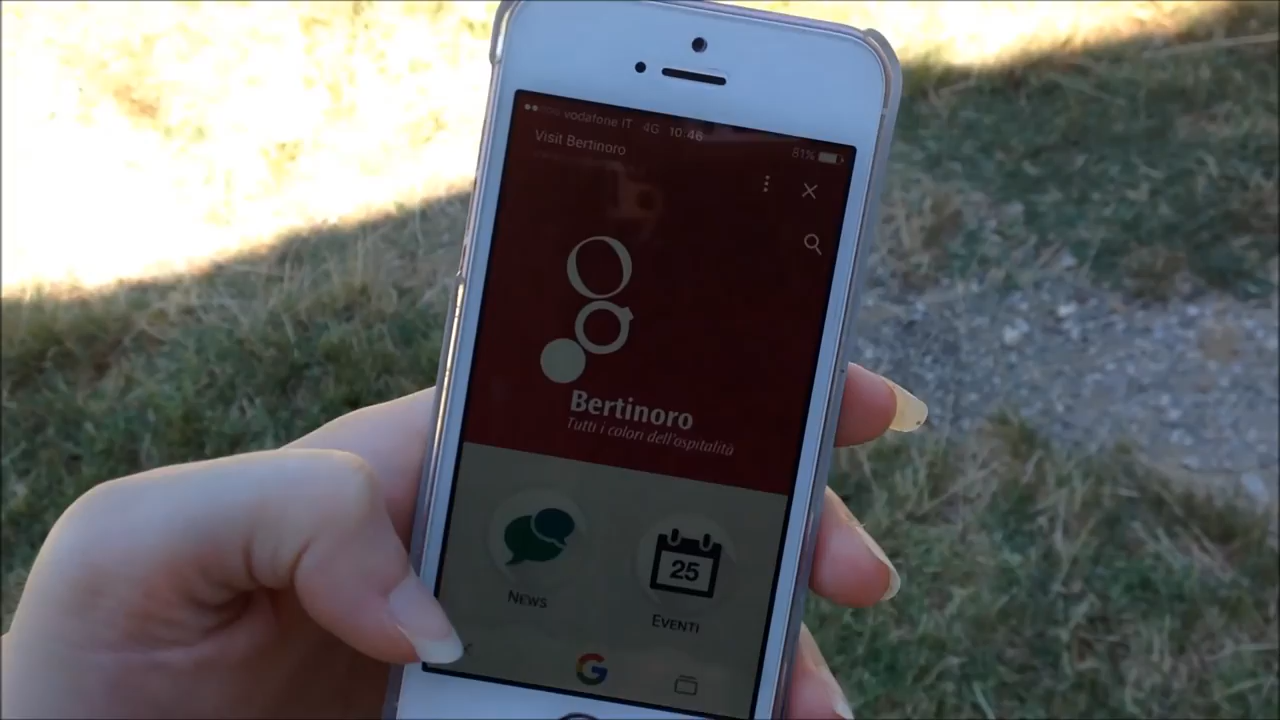 vodafone IT 4G 10:46 81%
Visit Bertinoro
Bertinoro
Tutti i colori dell'ospitalità
25
NEWS
EVENTI
G